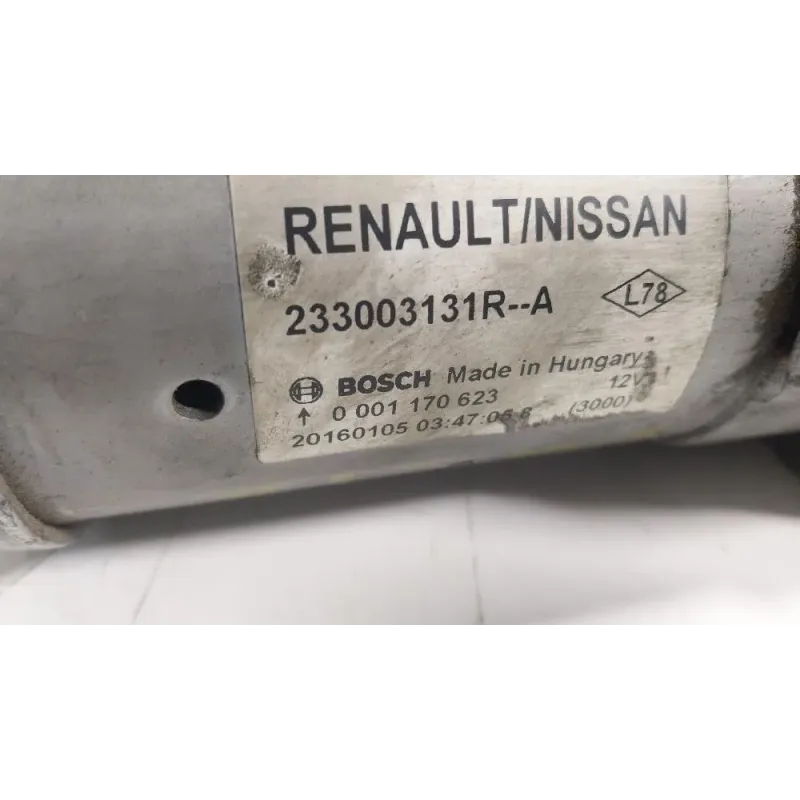 RENAULT/NISSAN
233003131R--A
L78
BOSCH Made in Hungary
0 001 170 623 12V
20160105 03:47:06 (3000)